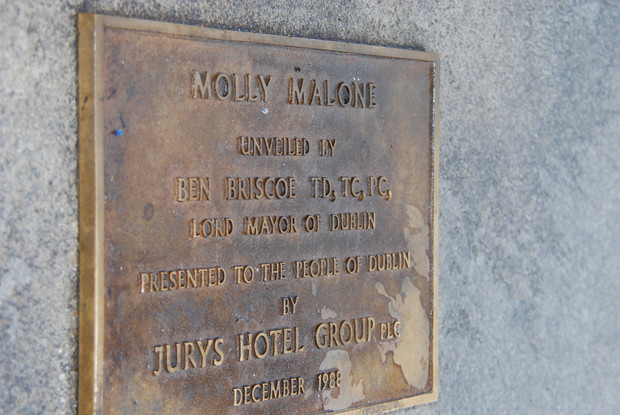 MOLLY MALONE
UNVEILED BY
BEN BRISCOE TD, TC, PC,
LORD MAYOR OF DUBLIN
PRESENTED TO THE PEOPLE OF DUBLIN
BY
JURYS HOTEL GROUP PLC
DECEMBER 1988